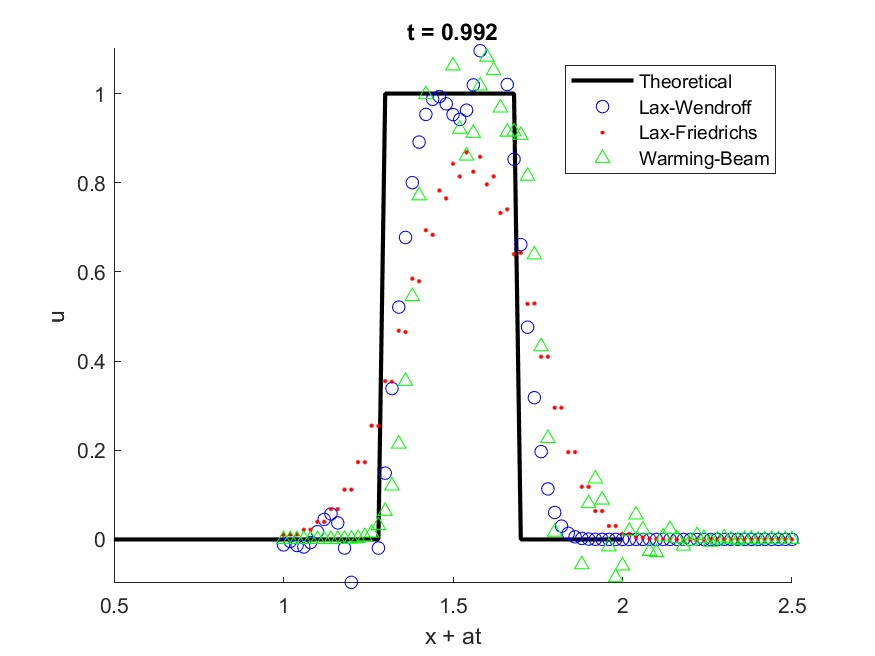 t = 0.992
Theoretical
Lax-Wendroff
Lax-Friedrichs
Warming-Beam
1
0.8
0.6
0.4
0.2
0
u
0.5 1 1.5 2 2.5
x + at